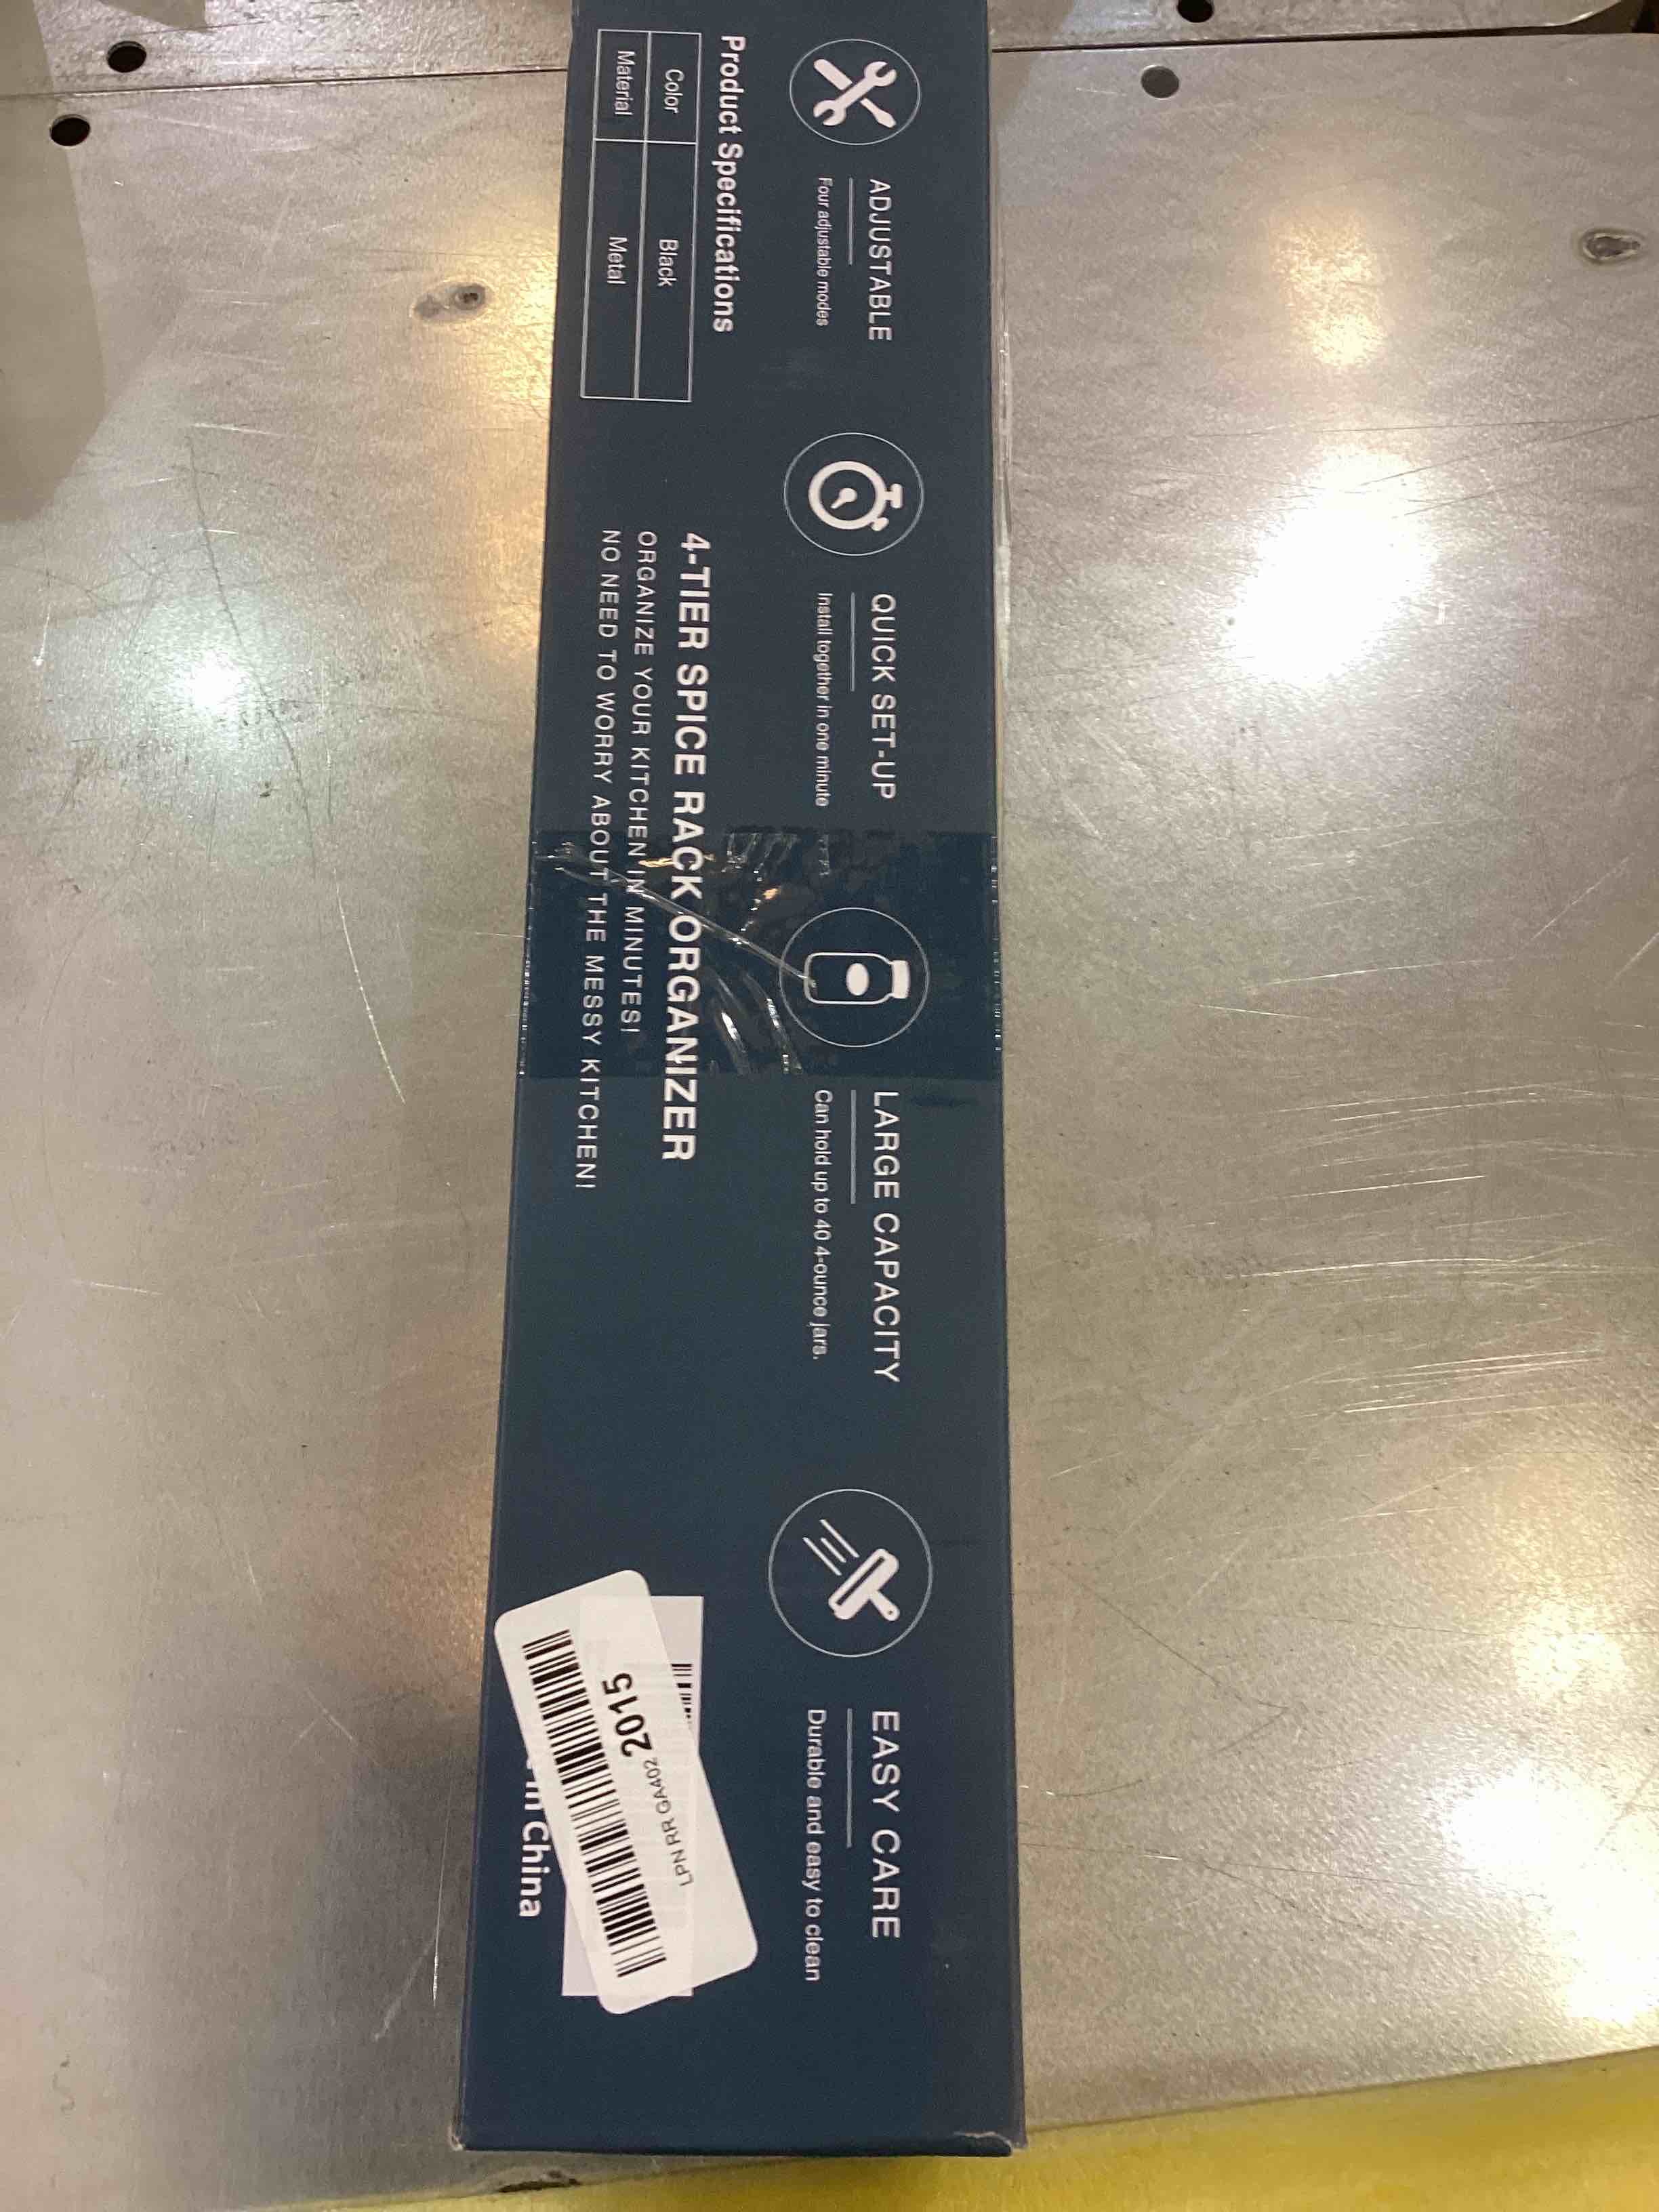 ADJUSTABLE
Four adjustable modes
QUICK SET-UP
Install together in one minute
LARGE CAPACITY
Can hold up to 40 4-ounce jars.
EASY CARE
Durable and easy to clean
Product Specifications
Color Black
Material Metal
4-TIER SPICE RACK ORGANIZER
ORGANIZE YOUR KITCHEN IN MINUTES!
NO NEED TO WORRY ABOUT THE MESSY KITCHEN!
LPN RR GA402 2015
in China